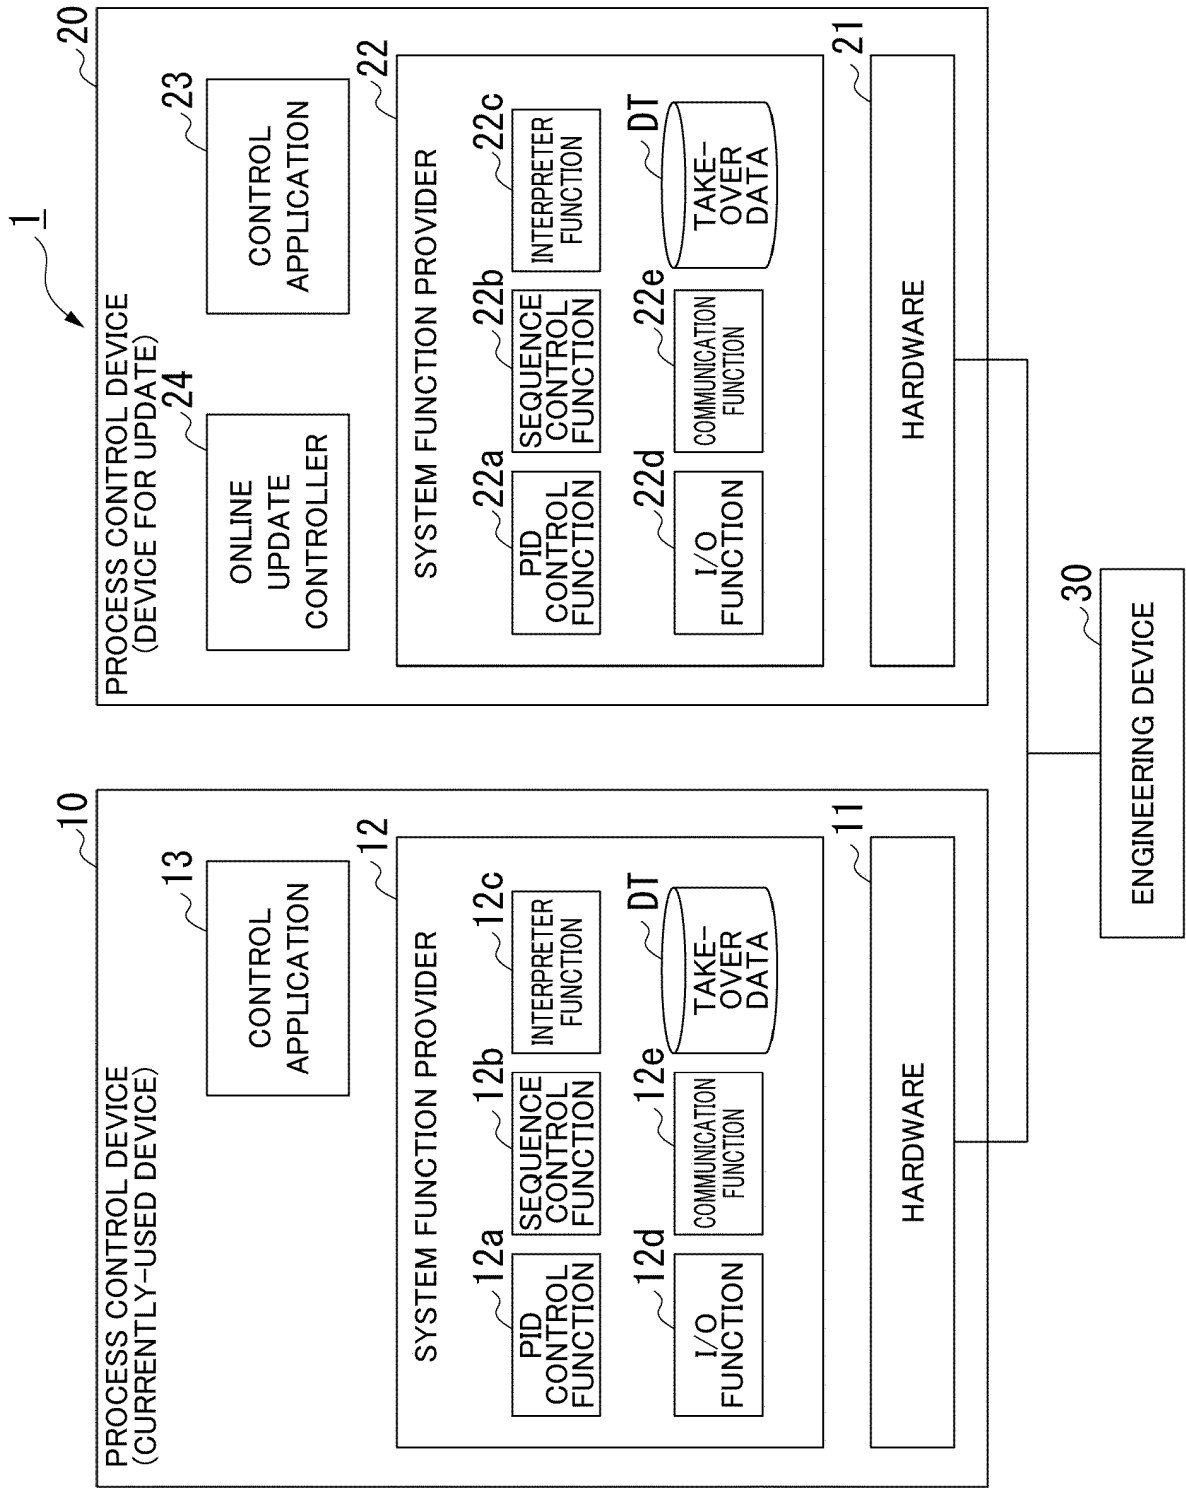 1
10
PROCESS CONTROL DEVICE
(CURRENTLY-USED DEVICE)
13
CONTROL
APPLICATION
12
SYSTEM FUNCTION PROVIDER
12a
PID
CONTROL
FUNCTION
12b
SEQUENCE
CONTROL
FUNCTION
12c
INTERPRETER
FUNCTION
12d
I/O
FUNCTION
12e
COMMUNICATION
FUNCTION
DT
TAKE-
OVER
DATA
11
HARDWARE
20
PROCESS CONTROL DEVICE
(DEVICE FOR UPDATE)
24
ONLINE
UPDATE
CONTROLLER
23
CONTROL
APPLICATION
22
SYSTEM FUNCTION PROVIDER
22a
PID
CONTROL
FUNCTION
22b
SEQUENCE
CONTROL
FUNCTION
22c
INTERPRETER
FUNCTION
22d
I/O
FUNCTION
22e
COMMUNICATION
FUNCTION
DT
TAKE-
OVER
DATA
21
HARDWARE
30
ENGINEERING DEVICE